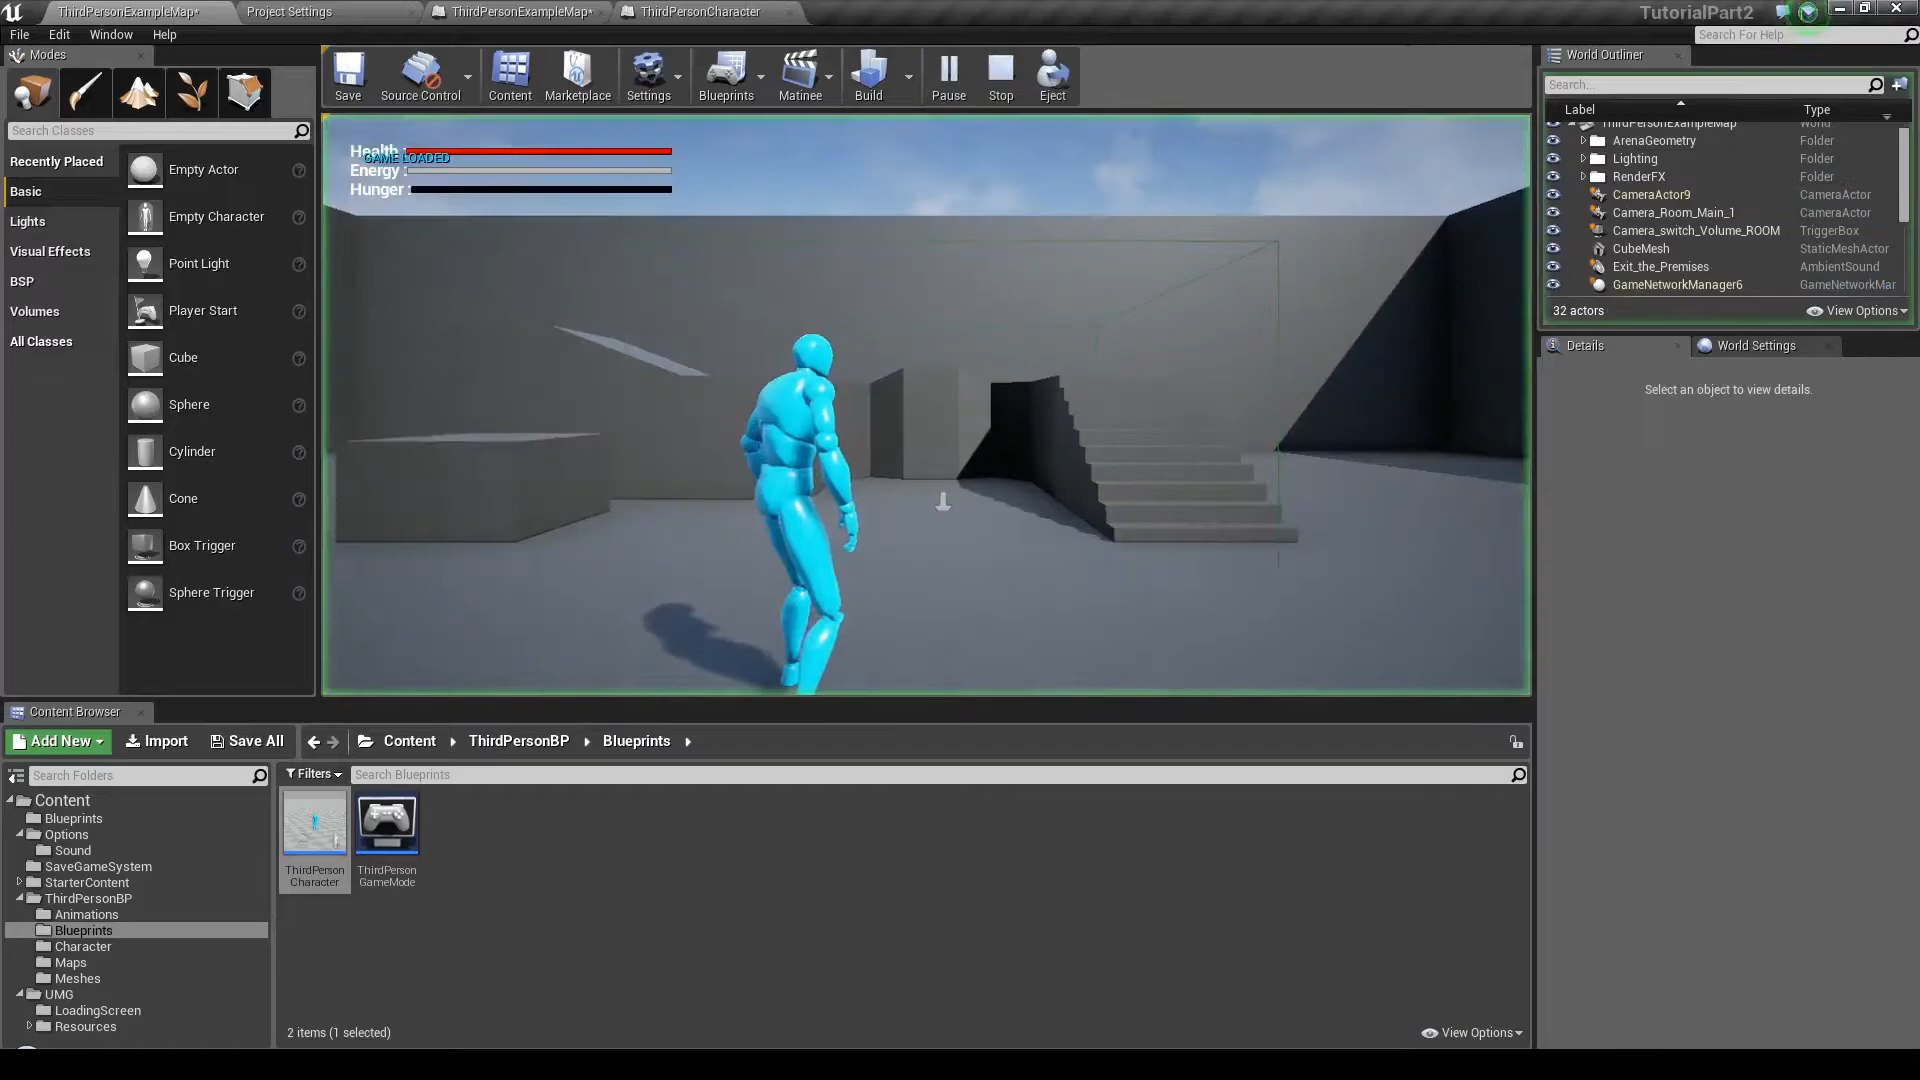 ThirdPersonExampleMap*
Project Settings
ThirdPersonExampleMap*
ThirdPersonCharacter
TutorialPart2
File Edit Window Help
Search For Help
Modes
Search Classes
Recently Placed
Basic
Lights
Visual Effects
BSP
Volumes
All Classes
Empty Actor
Empty Character
Point Light
Player Start
Cube
Sphere
Cylinder
Cone
Box Trigger
Sphere Trigger
Save
Source Control
Content
Marketplace
Settings
Blueprints
Matinee
Build
Pause
Stop
Eject
Health :
GAME LOADED
Energy :
Hunger :
World Outliner
Search...
Label Type
ThirdPersonExampleMap World
ArenaGeometry Folder
Lighting Folder
RenderFX Folder
CameraActor9 CameraActor
Camera_Room_Main_1 CameraActor
Camera_switch_Volume_ROOM TriggerBox
CubeMesh StaticMeshActor
Exit_the_Premises AmbientSound
GameNetworkManager6 GameNetworkMar
32 actors
View Options
Details
World Settings
Select an object to view details.
Content Browser
Add New
Import
Save All
Content
ThirdPersonBP
Blueprints
Search Folders
Filters
Search Blueprints
Content
Blueprints
Options
Sound
SaveGameSystem
StarterContent
ThirdPersonBP
Animations
Blueprints
Character
Maps
Meshes
UMG
LoadingScreen
Resources
ThirdPerson
Character
ThirdPerson
GameMode
2 items (1 selected)
View Options